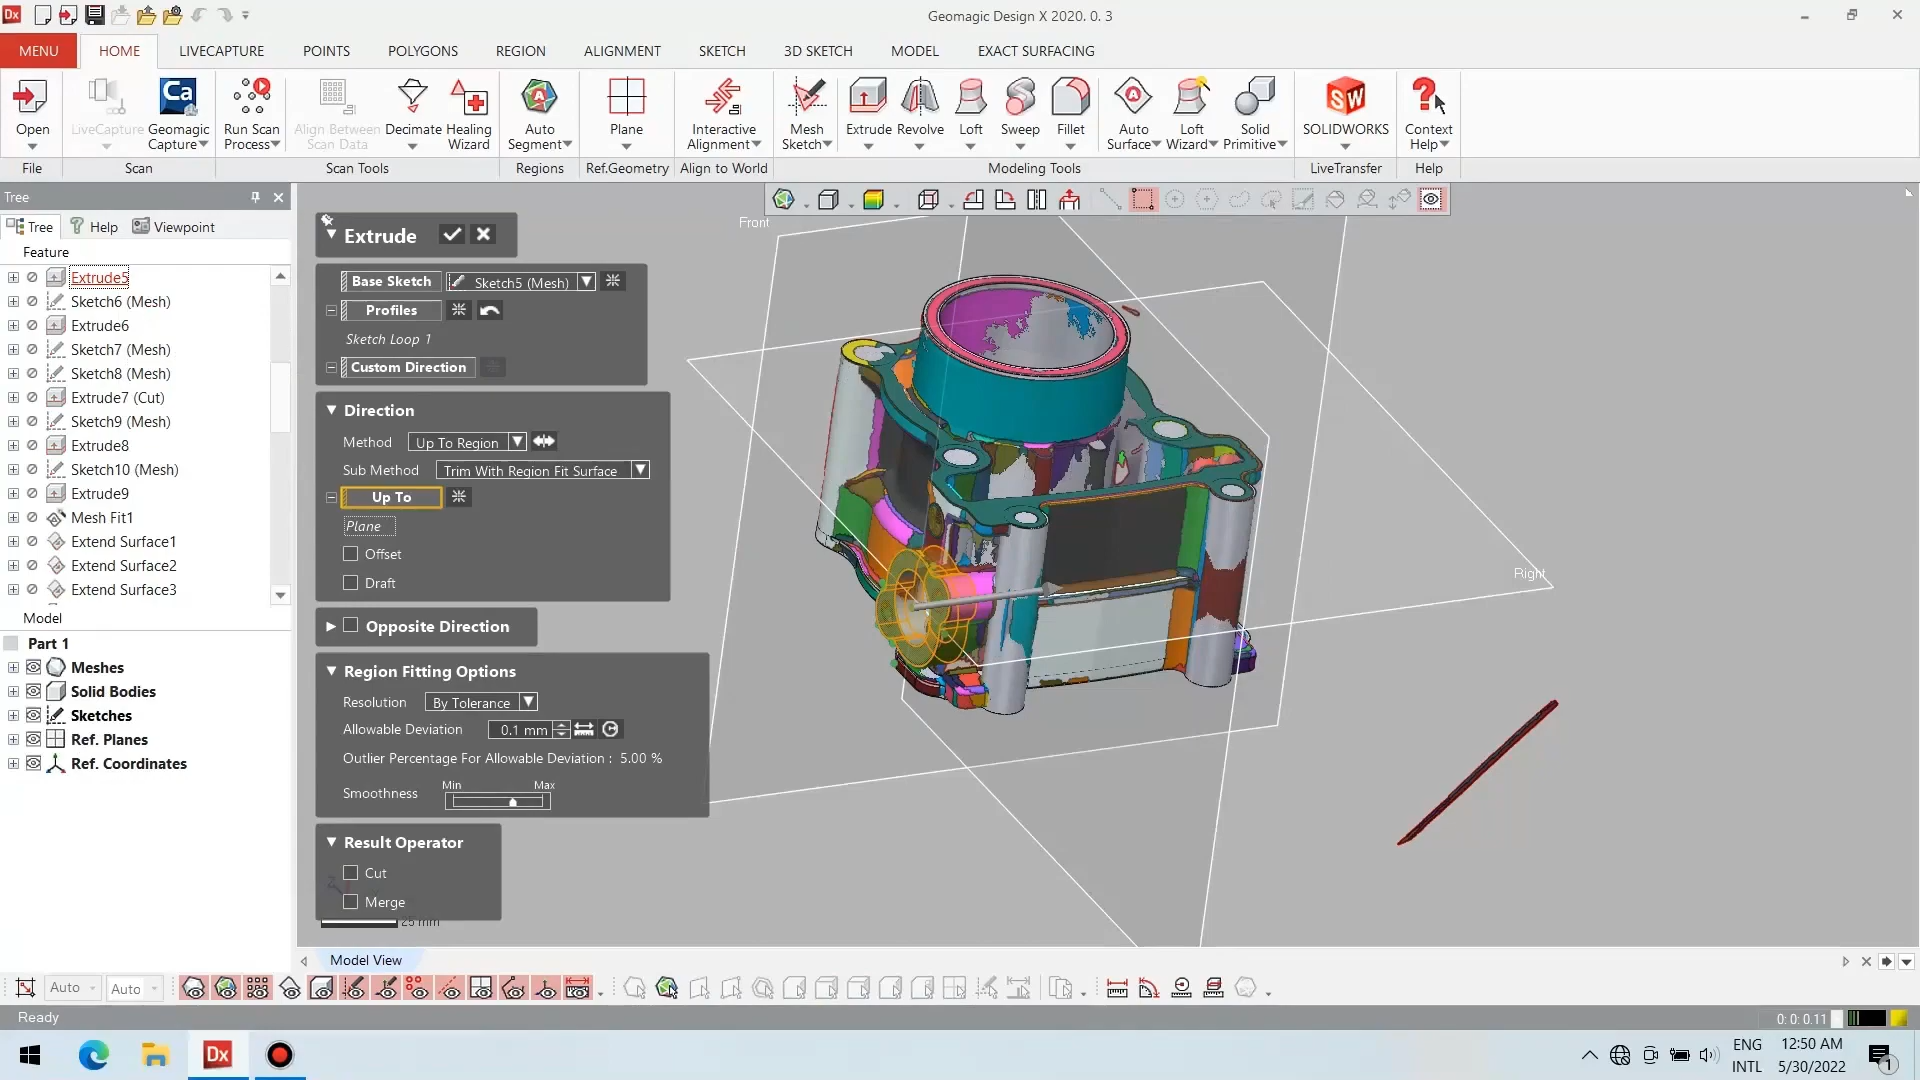 Dx
Geomagic Design X 2020. 0. 3
MENU HOME LIVECAPTURE POINTS POLYGONS REGION ALIGNMENT SKETCH 3D SKETCH MODEL EXACT SURFACING
Open
LiveCapture
Geomagic Capture
Run Scan Process
Align Between Scan Data
Decimate
Healing Wizard
Auto Segment
Plane
Interactive Alignment
Mesh Sketch
Extrude
Revolve
Loft
Sweep
Fillet
Auto Surface
Loft Wizard
Solid Primitive
SOLIDWORKS
Context Help
File Scan Scan Tools Regions Ref.Geometry Align to World Modeling Tools LiveTransfer Help
Tree
Tree Help Viewpoint
Feature
Extrude5
Sketch6 (Mesh)
Extrude6
Sketch7 (Mesh)
Sketch8 (Mesh)
Extrude7 (Cut)
Sketch9 (Mesh)
Extrude8
Sketch10 (Mesh)
Extrude9
Mesh Fit1
Extend Surface1
Extend Surface2
Extend Surface3
Model
Part 1
Meshes
Solid Bodies
Sketches
Ref. Planes
Ref. Coordinates
Extrude
Base Sketch Sketch5 (Mesh)
Profiles
Sketch Loop 1
Custom Direction
Direction
Method Up To Region
Sub Method Trim With Region Fit Surface
Up To
Plane
Offset
Draft
Opposite Direction
Region Fitting Options
Resolution By Tolerance
Allowable Deviation 0.1 mm
Outlier Percentage For Allowable Deviation : 5.00 %
Min Max
Smoothness
Result Operator
Cut
Merge
25 mm
Front
Right
Model View
Auto Auto
Ready
0: 0: 0.11
Dx
ENG
INTL
12:50 AM
5/30/2022
1